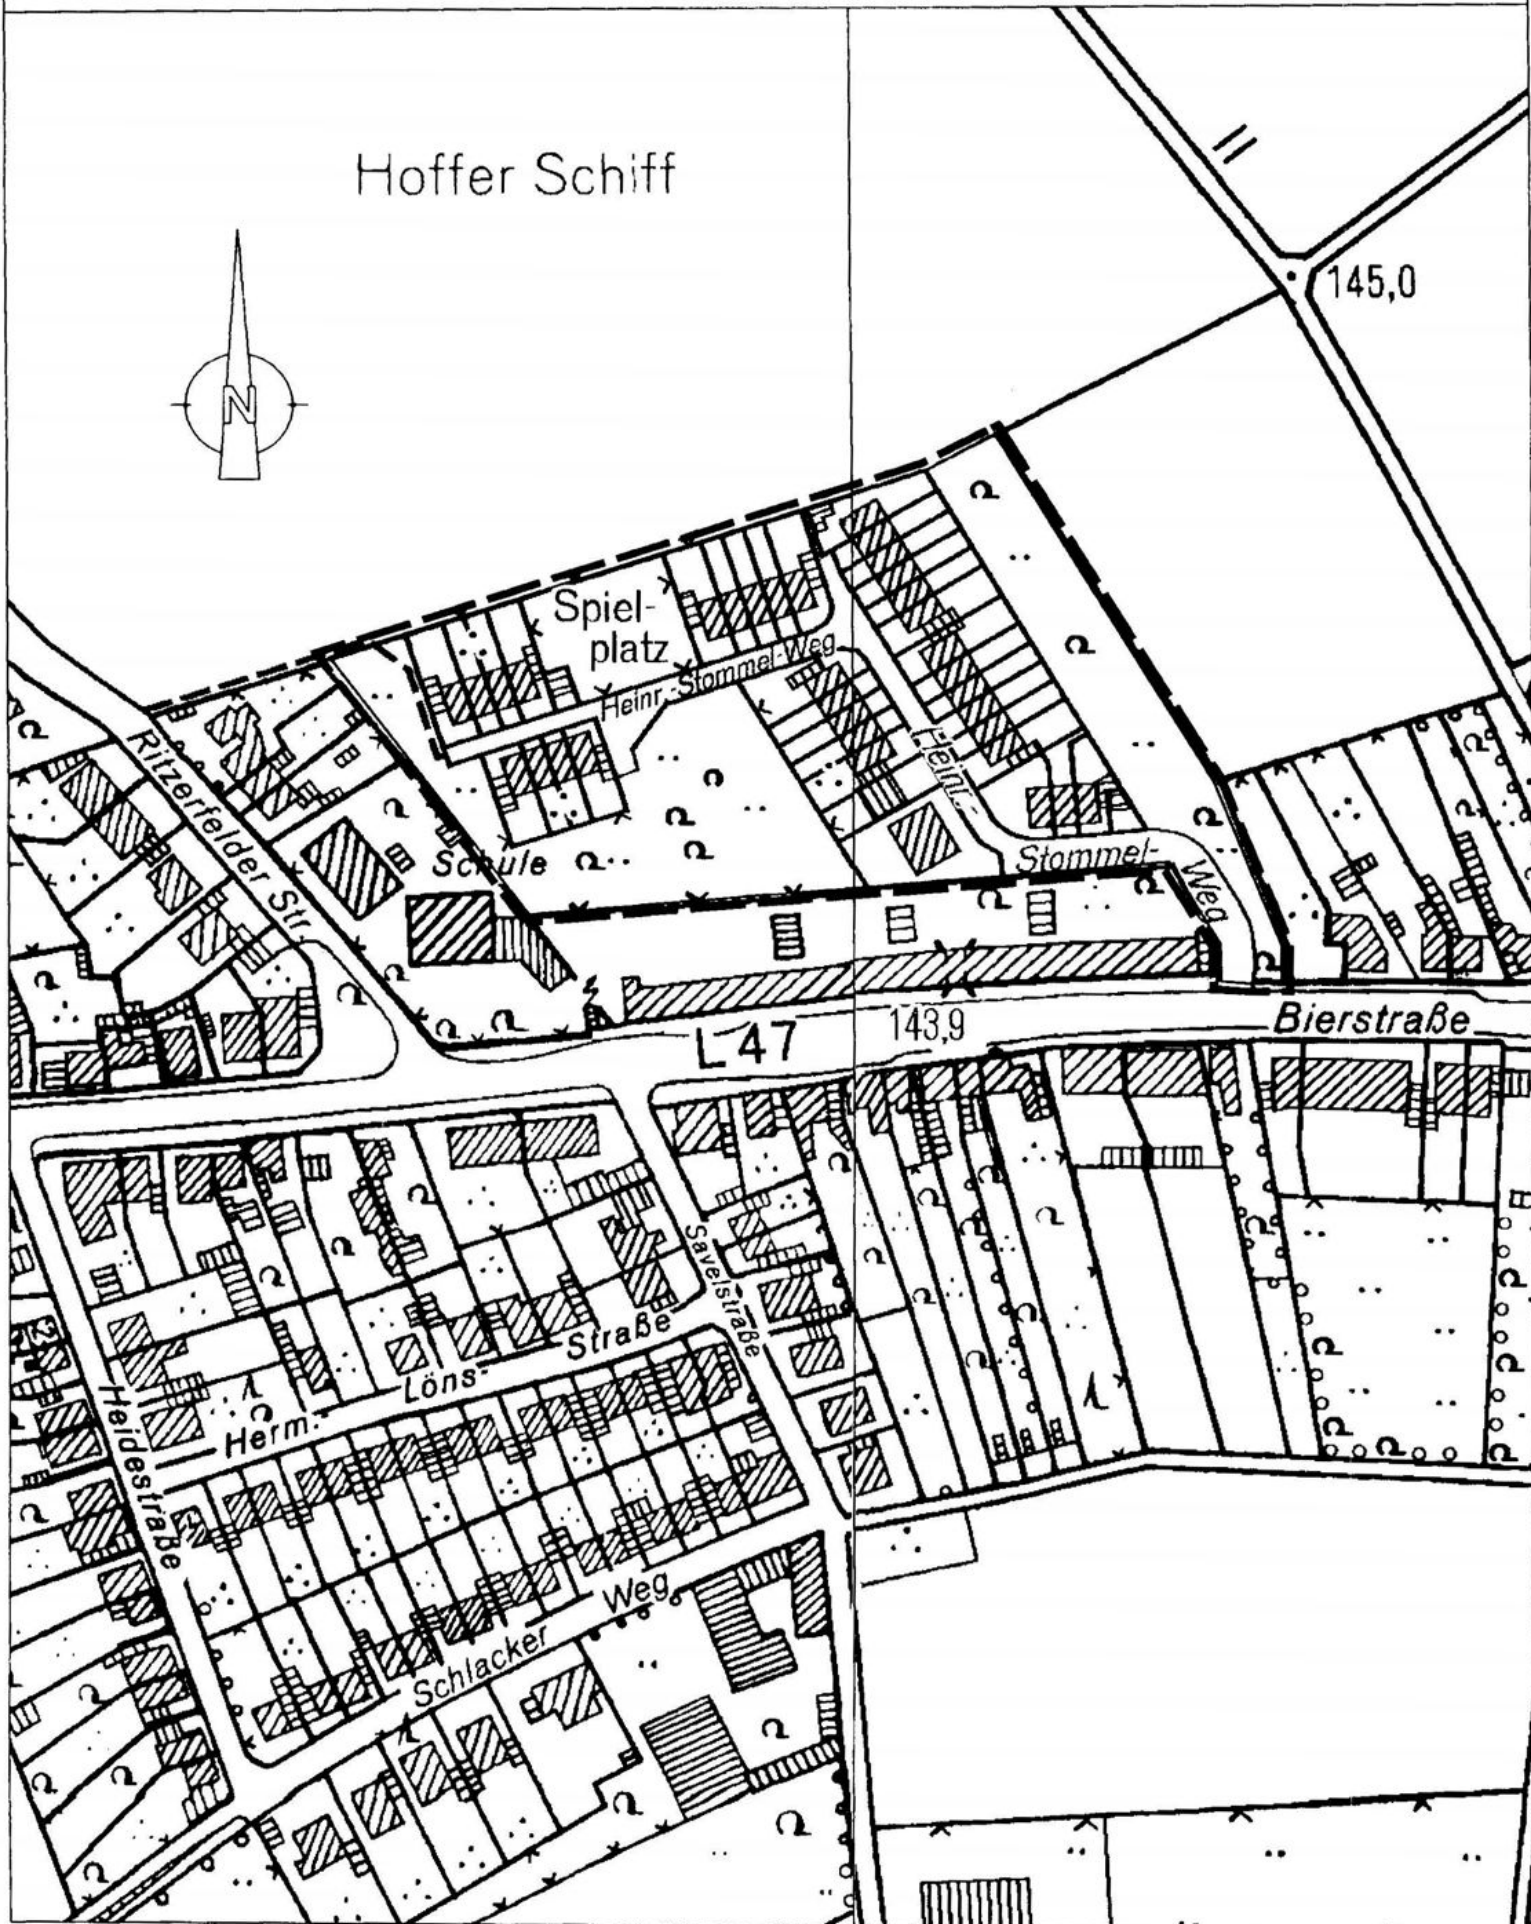 Hoffer Schiff
N
145,0
Spiel-
platz
Heinr.-Stommel-Weg
Ritzerfelder Str.
Heinr.-
Stommel-
Weg
Schule
L 47
143,9
Bierstraße
Savelstraße
Herm.-
Löns-
Straße
Heidestraße
Schlacker
Weg